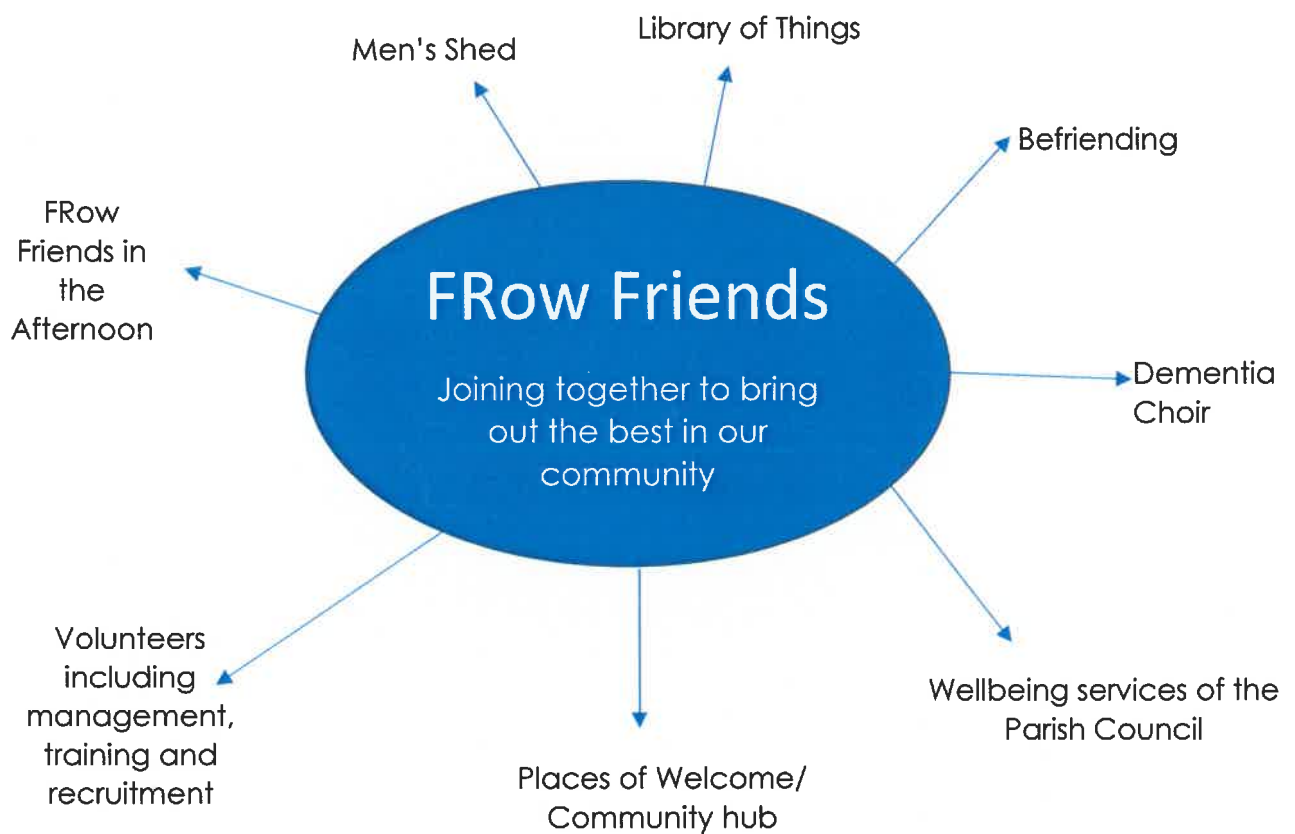 Men's Shed
Library of Things
Befriending
FRow
Friends in
the
Afternoon
FRow Friends
Joining together to bring
out the best in our
community
Dementia
Choir
Volunteers
including
management,
training and
recruitment
Wellbeing services of the
Parish Council
Places of Welcome/
Community hub